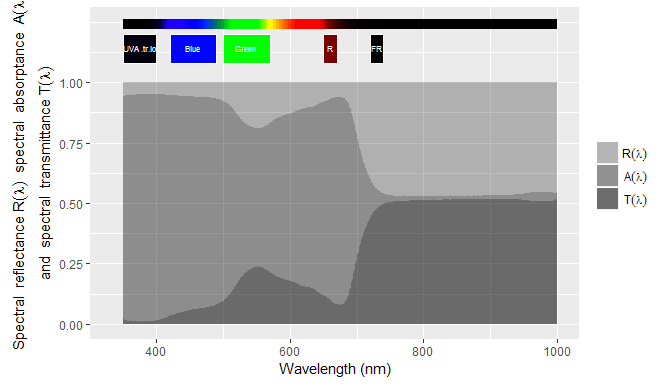 UVA .tr.lo Blue Green R FR
Spectral reflectance R(λ) spectral absorptance A(λ
and spectral transmittance T(λ)
1.00
0.75
0.50
0.25
0.00
400 600 800 1000
Wavelength (nm)
R(λ)
A(λ)
T(λ)